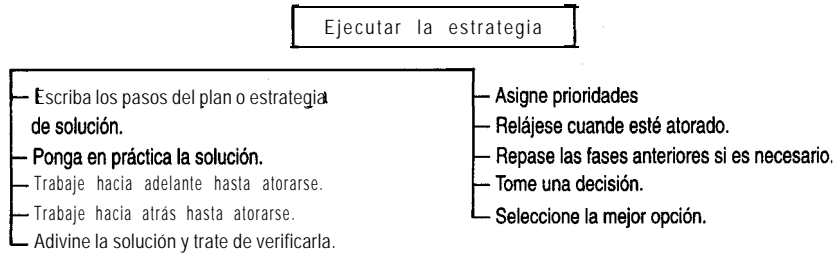 Ejecutar la estrategia
Escriba los pasos del plan o estrategia
de solución.
Ponga en práctica la solución.
Trabaje hacia adelante hasta atorarse.
Trabaje hacia atrás hasta atorarse.
Adivine la solución y trate de verificarla.
Asigne prioridades
Relájese cuande esté atorado.
Repase las fases anteriores si es necesario.
Tome una decisión.
Seleccione la mejor opción.